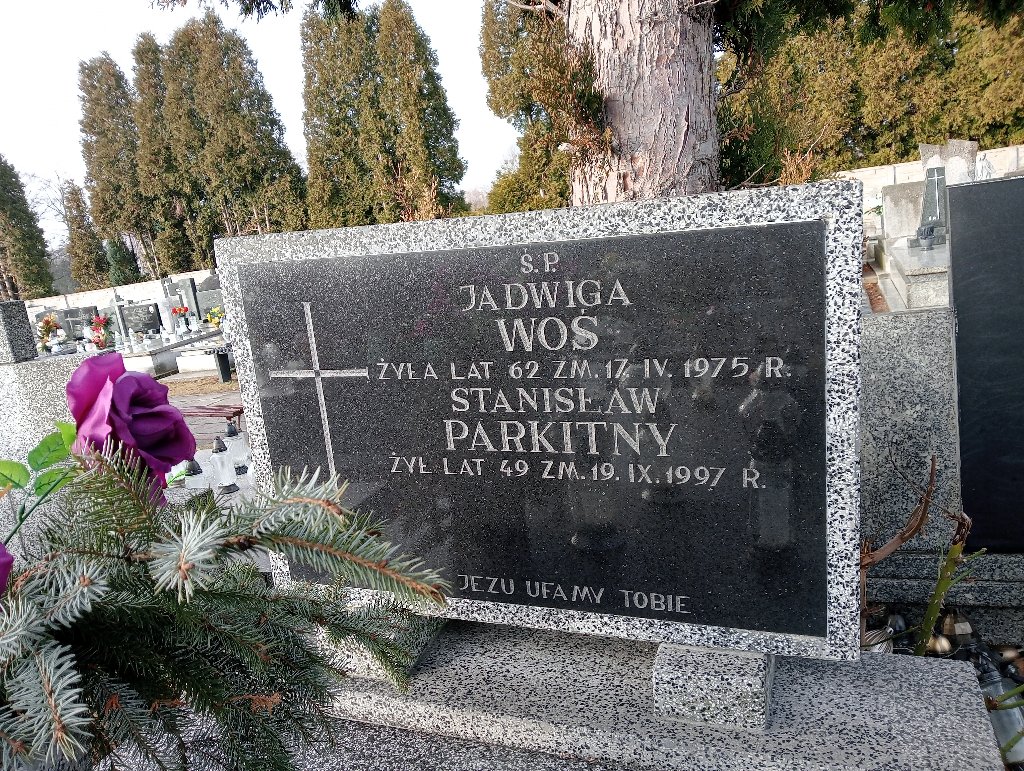 Ś.P.
JADWIGA
WOŚ
ŻYŁA LAT 62 ZM. 17. IV. 1975 R.
STANISŁAW
PARKITNY
ŻYŁ LAT 49 ZM. 19. IX. 1997 R.
JEZU UFAMY TOBIE